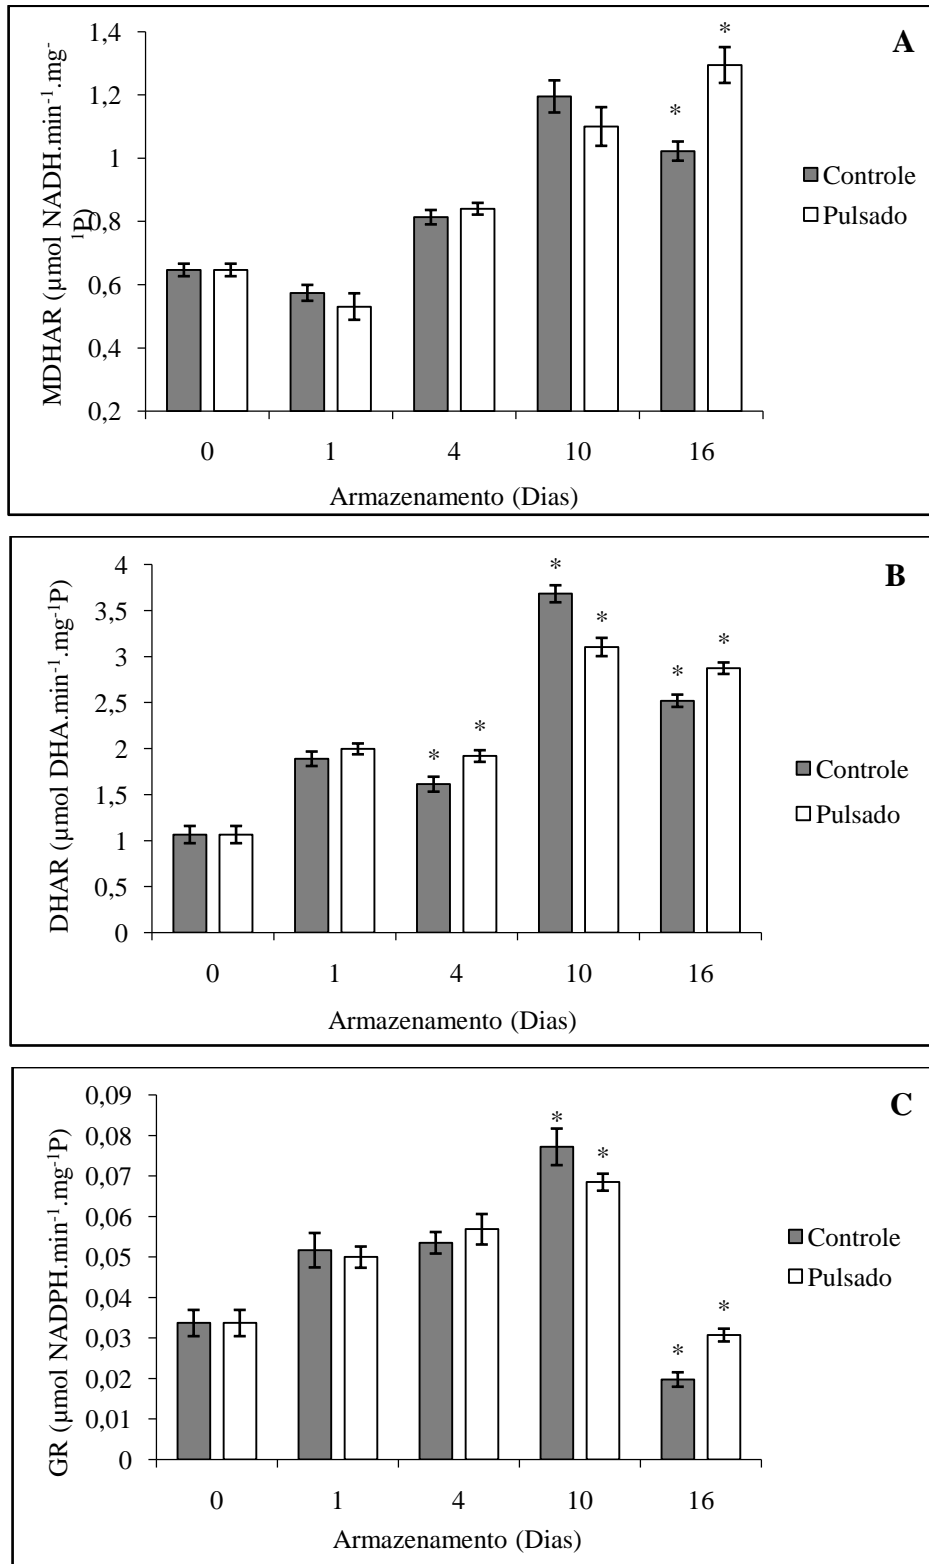 A
MDHAR (µmol NADH.min⁻¹.mg⁻
¹P)
1,4
1,2
1
0,8
0,6
0,4
0,2
*
*
Controle
Pulsado
0 1 4 10 16
Armazenamento (Dias)
B
DHAR (µmol DHA.min⁻¹.mg⁻¹P)
4
3,5
3
2,5
2
1,5
1
0,5
0
* *
* *
* *
Controle
Pulsado
0 1 4 10 16
Armazenamento (Dias)
C
GR (µmol NADPH.min⁻¹.mg⁻¹P)
0,09
0,08
0,07
0,06
0,05
0,04
0,03
0,02
0,01
0
* *
* *
Controle
Pulsado
0 1 4 10 16
Armazenamento (Dias)